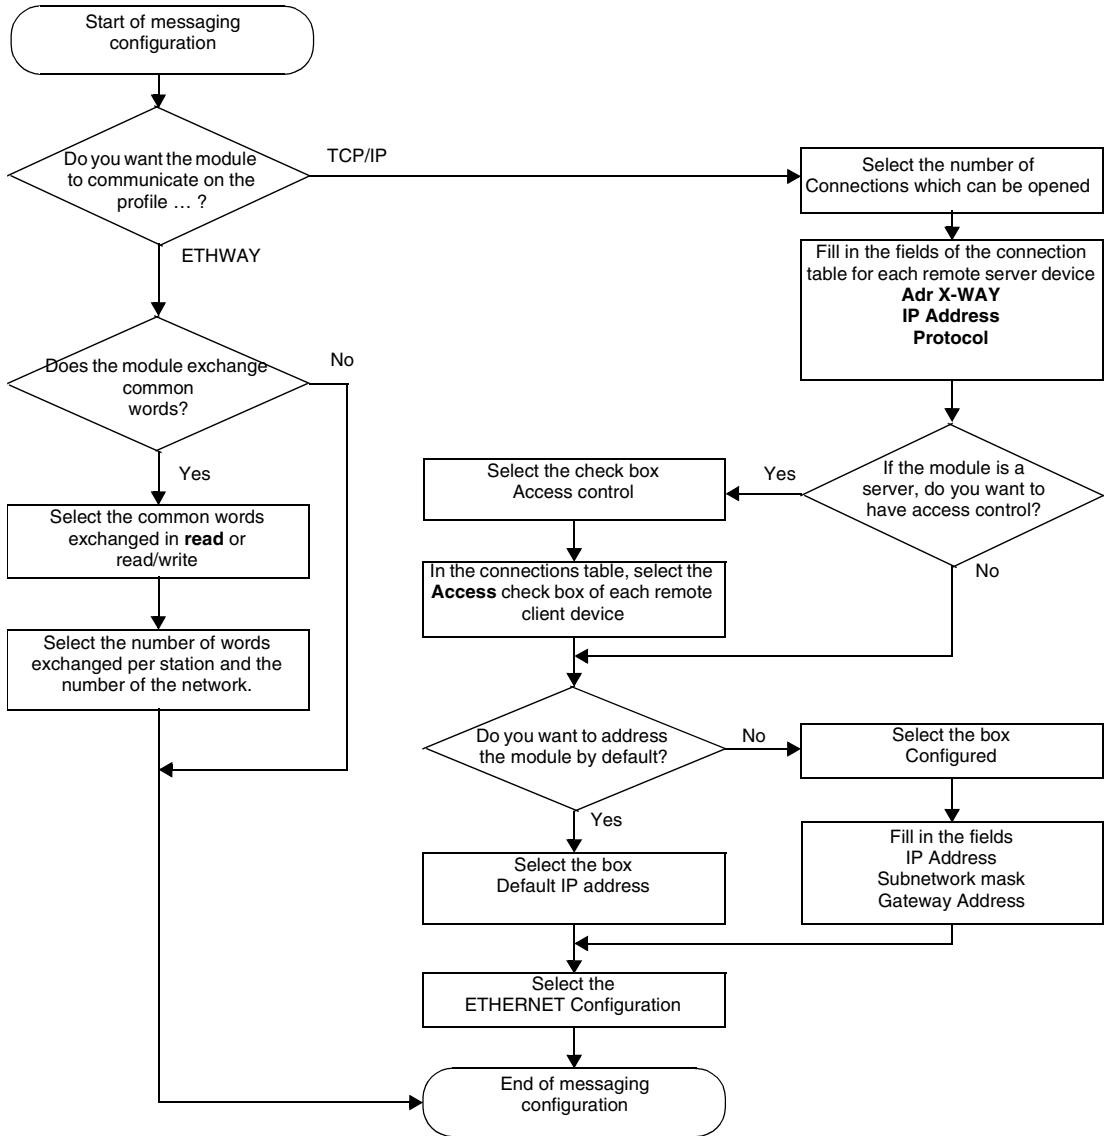 Start of messaging
configuration
Do you want the module
to communicate on the
profile … ?
TCP/IP
ETHWAY
Select the number of
Connections which can be opened
Fill in the fields of the connection
table for each remote server device
Adr X-WAY
IP Address
Protocol
Does the module exchange
common
words?
No
Yes
Select the common words
exchanged in read or
read/write
Select the number of words
exchanged per station and the
number of the network.
If the module is a
server, do you want to
have access control?
Yes
No
Select the check box
Access control
In the connections table, select the
Access check box of each remote
client device
Do you want to address
the module by default?
No
Yes
Select the box
Configured
Fill in the fields
IP Address
Subnetwork mask
Gateway Address
Select the box
Default IP address
Select the
ETHERNET Configuration
End of messaging
configuration